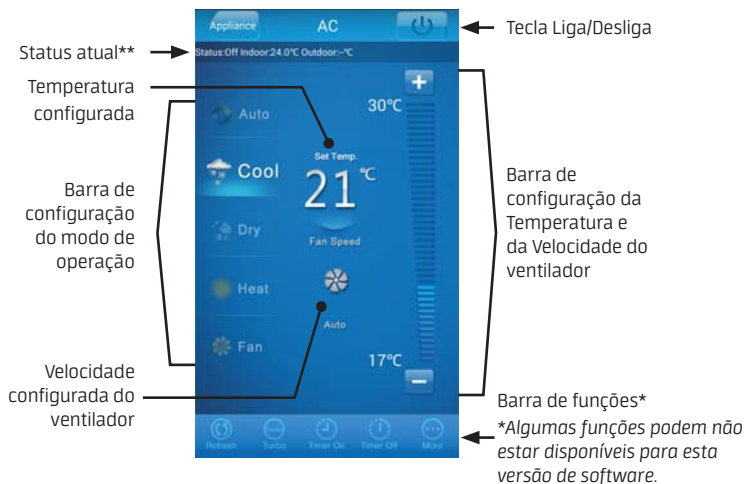 Appliance
AC
Tecla Liga/Desliga
Status atual**
Status:Off Indoor:24.0℃ Outdoor:--℃
Temperatura
configurada
30℃
Auto
Set Temp.
Cool
21 ℃
Barra de
configuração
do modo de
operação
Barra de
configuração da
Temperatura e
da Velocidade do
ventilador
Dry
Fan Speed
Heat
Auto
Fan
17℃
Velocidade
configurada do
ventilador
Barra de funções*
*Algumas funções podem não
estar disponíveis para esta
versão de software.
Refresh
Turbo
Timer On
Timer Off
More